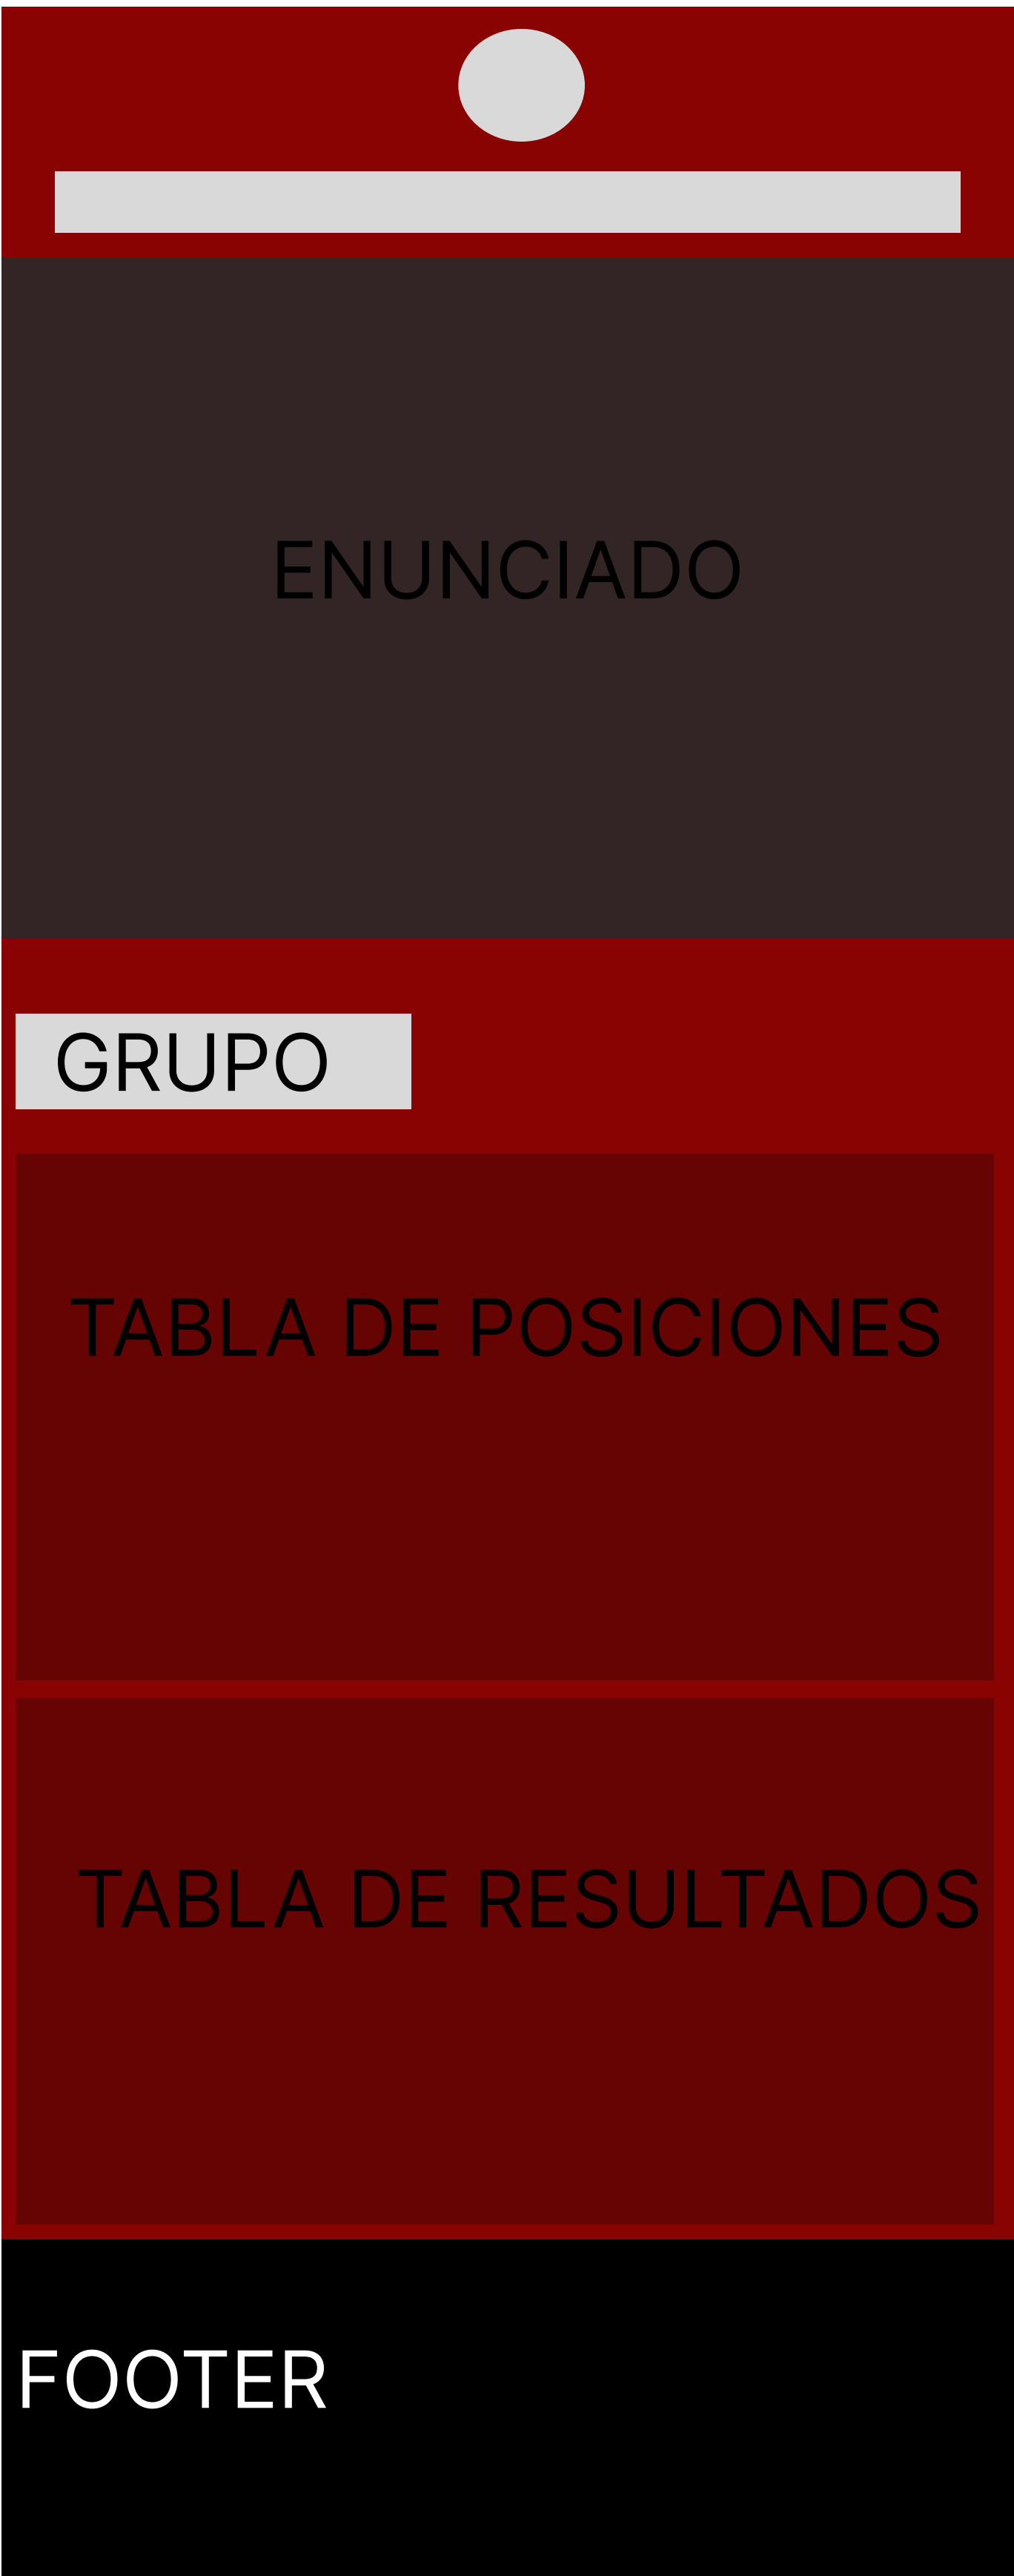 ENUNCIADO
GRUPO
TABLA DE POSICIONES
TABLA DE RESULTADOS
FOOTER